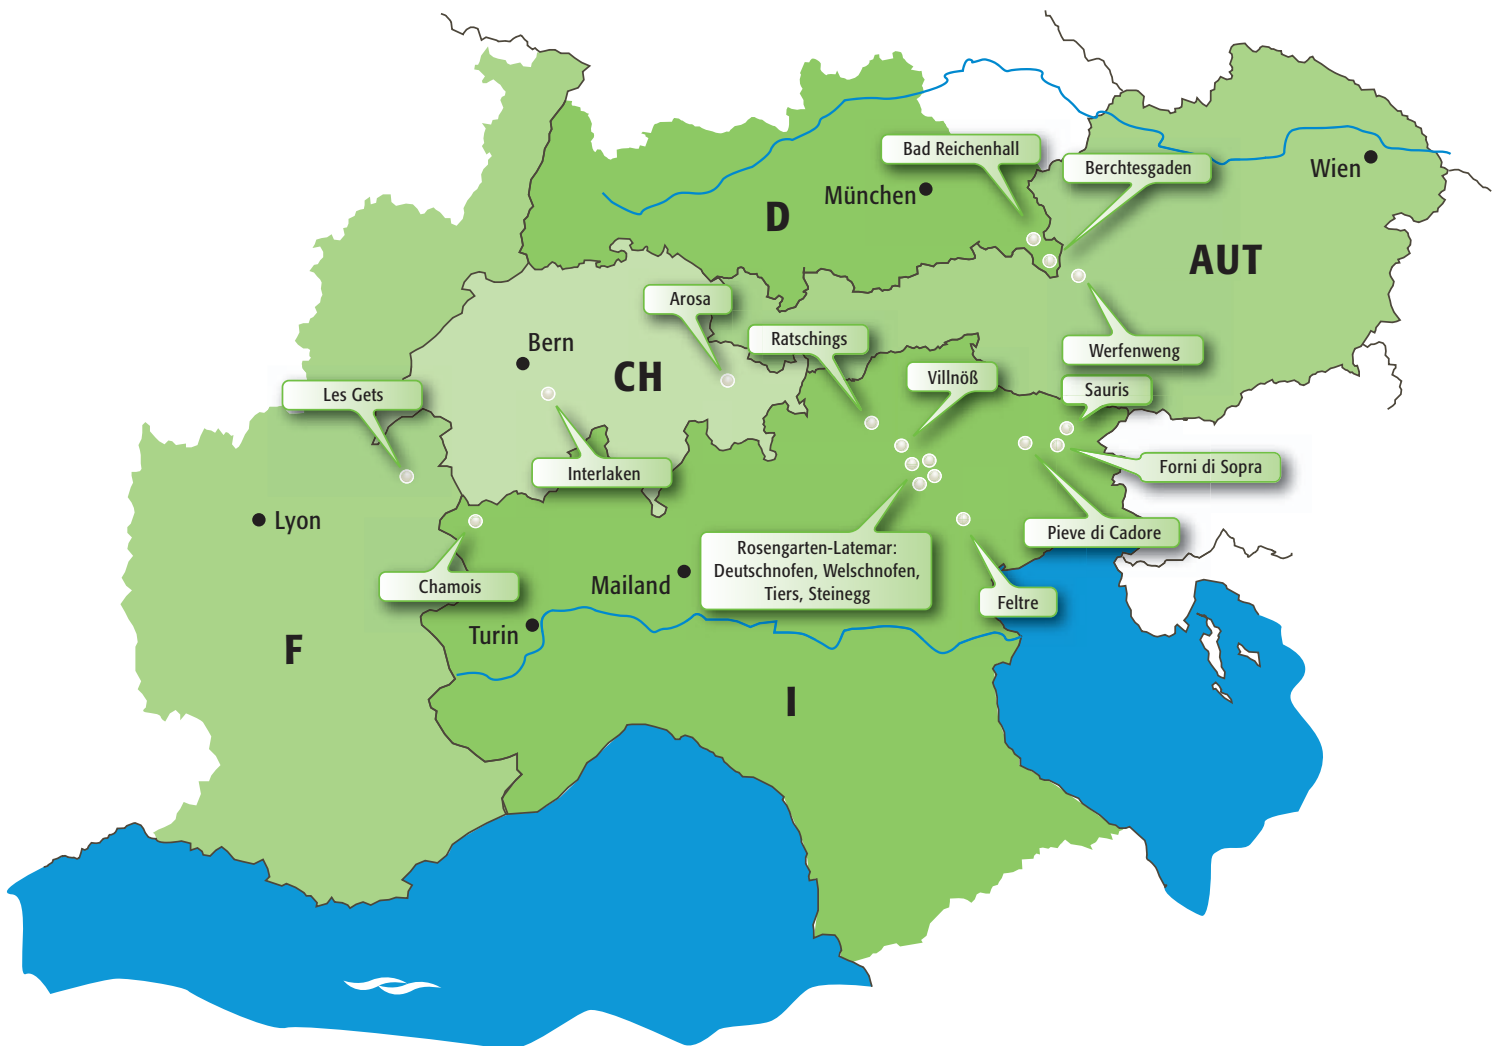 Bad Reichenhall
Berchtesgaden
Wien
München
D
AUT
Arosa
Ratschings
Bern
CH
Werfenweng
Villnöß
Sauris
Les Gets
Interlaken
Forni di Sopra
Lyon
Pieve di Cadore
Rosengarten-Latemar:
Deutschnofen, Welschnofen,
Tiers, Steinegg
Chamois
Mailand
Feltre
Turin
F
I